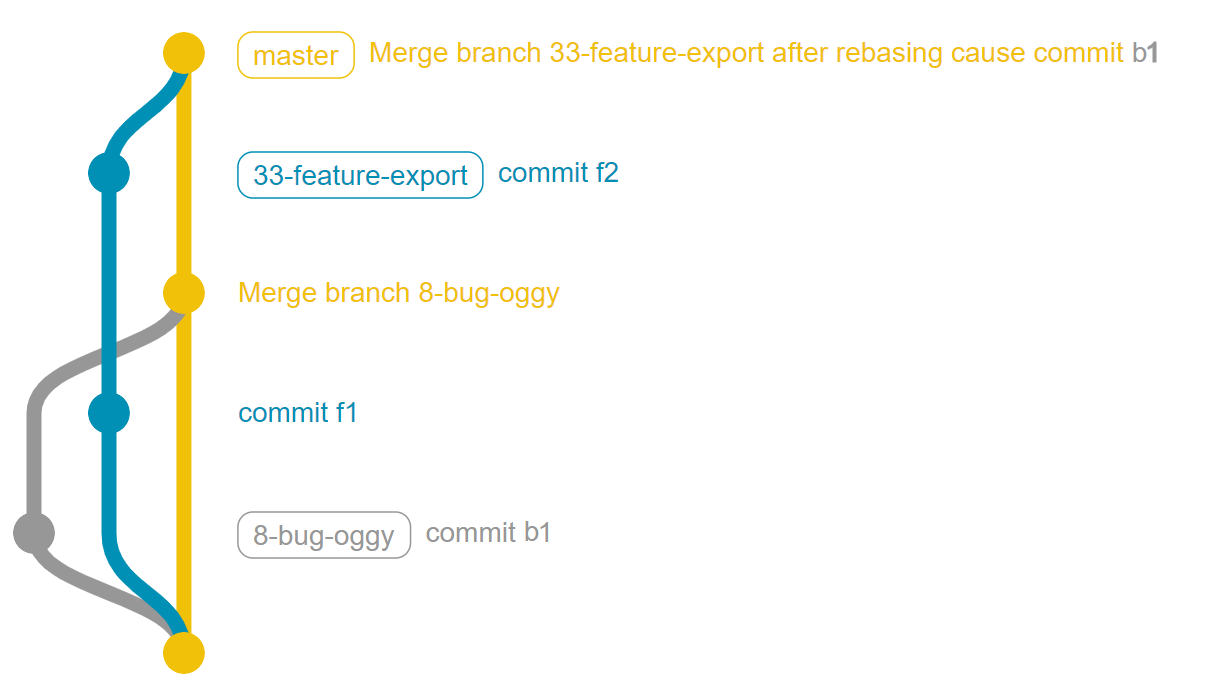 master Merge branch 33-feature-export after rebasing cause commit b1
33-feature-export commit f2
Merge branch 8-bug-oggy
commit f1
8-bug-oggy commit b1